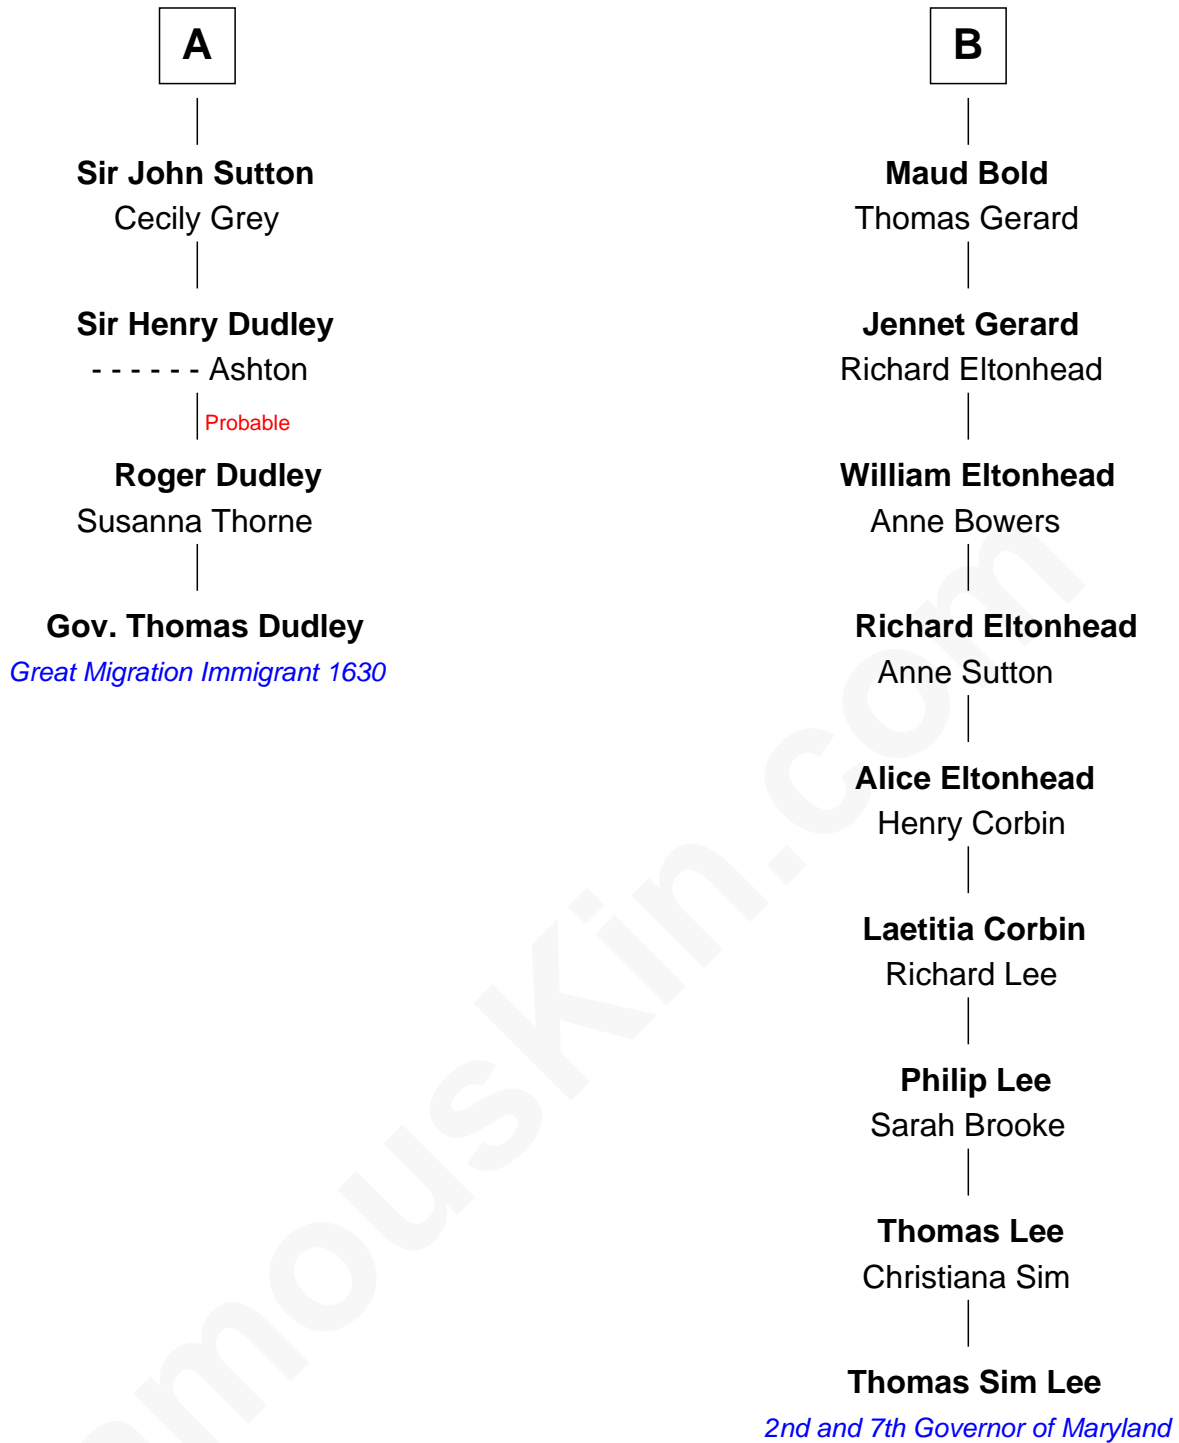 A
Sir John Sutton
Cecily Grey
Sir Henry Dudley
- - - - - - Ashton
Probable
Roger Dudley
Susanna Thorne
Gov. Thomas Dudley
Great Migration Immigrant 1630
B
Maud Bold
Thomas Gerard
Jennet Gerard
Richard Eltonhead
William Eltonhead
Anne Bowers
Richard Eltonhead
Anne Sutton
Alice Eltonhead
Henry Corbin
Laetitia Corbin
Richard Lee
Philip Lee
Sarah Brooke
Thomas Lee
Christiana Sim
Thomas Sim Lee
2nd and 7th Governor of Maryland
amouskin.com